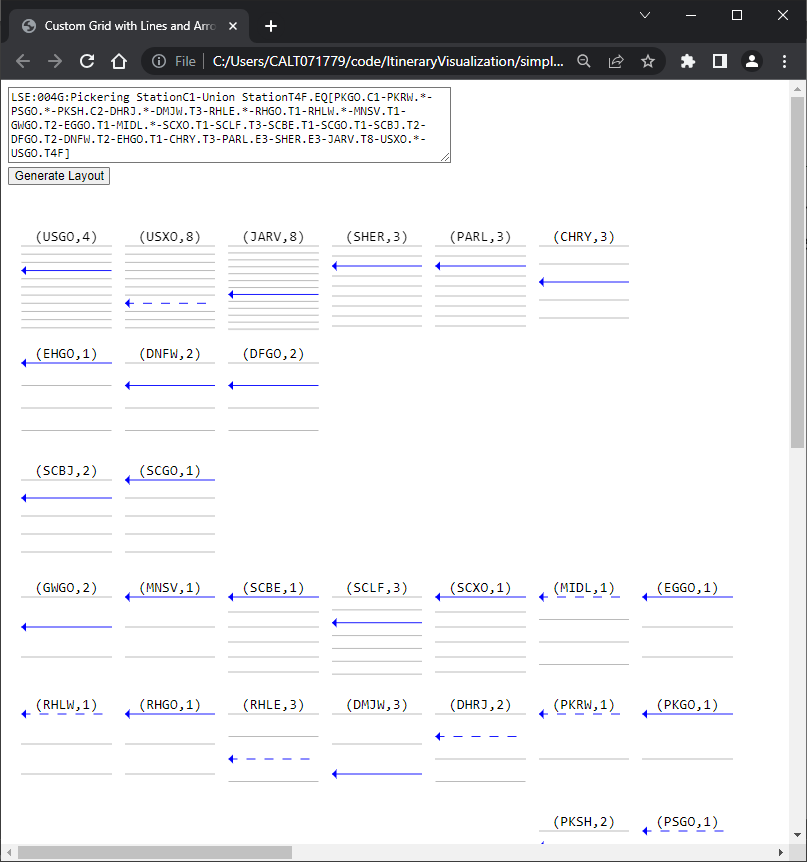 Custom Grid with Lines and Arro
File
C:/Users/CALT071779/code/ItineraryVisualization/simpl...
LSE:004G:Pickering StationC1-Union StationT4F.EQ[PKGO.C1-PKRW.*-
PSGO.*-PKSH.C2-DHRJ.*-DMJW.T3-RHLE.*-RHGO.T1-RHLW.*-MNSV.T1-
GWGO.T2-EGGO.T1-MIDL.*-SCXO.T1-SCLF.T3-SCBE.T1-SCGO.T1-SCBJ.T2-
DFGO.T2-DNFW.T2-EHGO.T1-CHRY.T3-PARL.E3-SHER.E3-JARV.T8-USXO.*-
USGO.T4F]
Generate Layout
(USGO,4) (USXO,8) (JARV,8) (SHER,3) (PARL,3) (CHRY,3)
(EHGO,1) (DNFW,2) (DFGO,2)
(SCBJ,2) (SCGO,1)
(GWGO,2) (MNSV,1) (SCBE,1) (SCLF,3) (SCXO,1) (MIDL,1) (EGGO,1)
(RHLW,1) (RHGO,1) (RHLE,3) (DMJW,3) (DHRJ,2) (PKRW,1) (PKGO,1)
(PKSH,2) (PSGO,1)